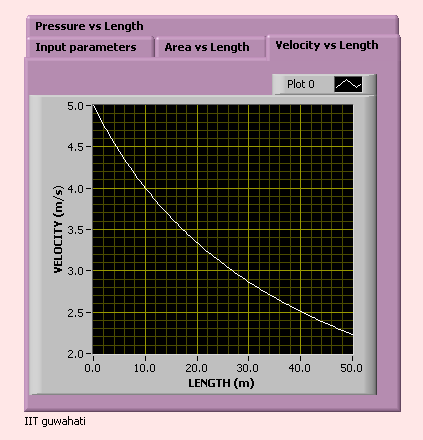 Pressure vs Length
Input parameters
Area vs Length
Velocity vs Length
Plot 0
5.0
4.5
4.0
3.5
3.0
2.5
2.0
VELOCITY (m/s)
0.0 10.0 20.0 30.0 40.0 50.0
LENGTH (m)
IIT guwahati